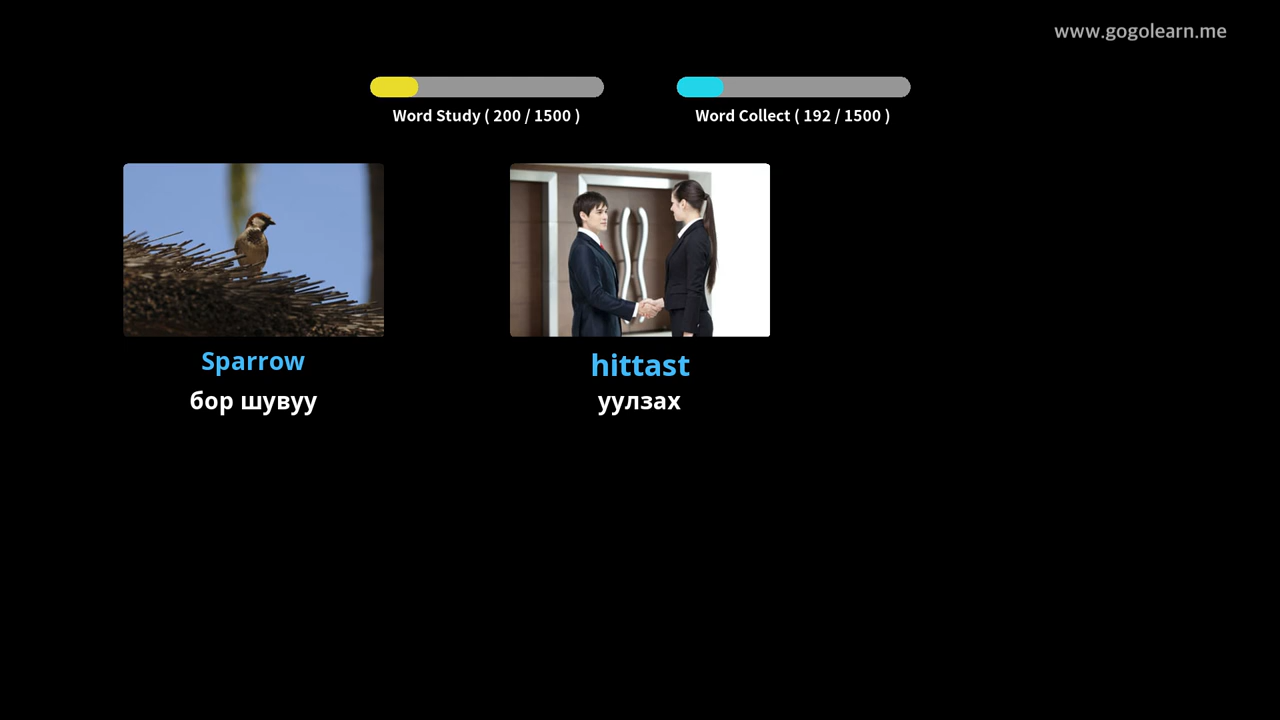 www.gogolearn.me
Word Study ( 200 / 1500 )
Word Collect ( 192 / 1500 )
Sparrow
бор шувуу
hittast
уулзах